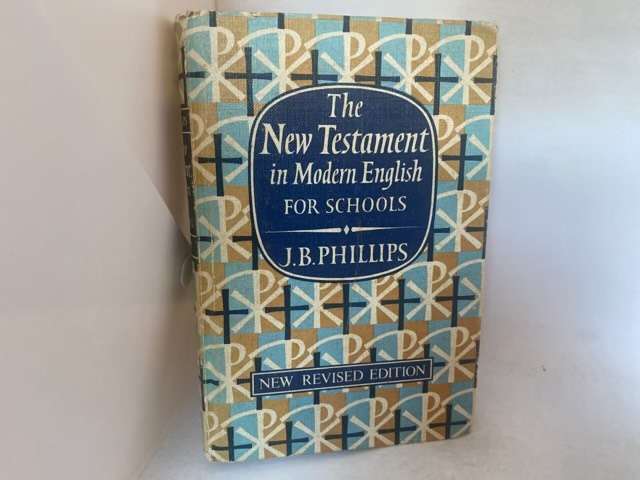 The
New Testament
in Modern English
FOR SCHOOLS
J.B. PHILLIPS
NEW REVISED EDITION